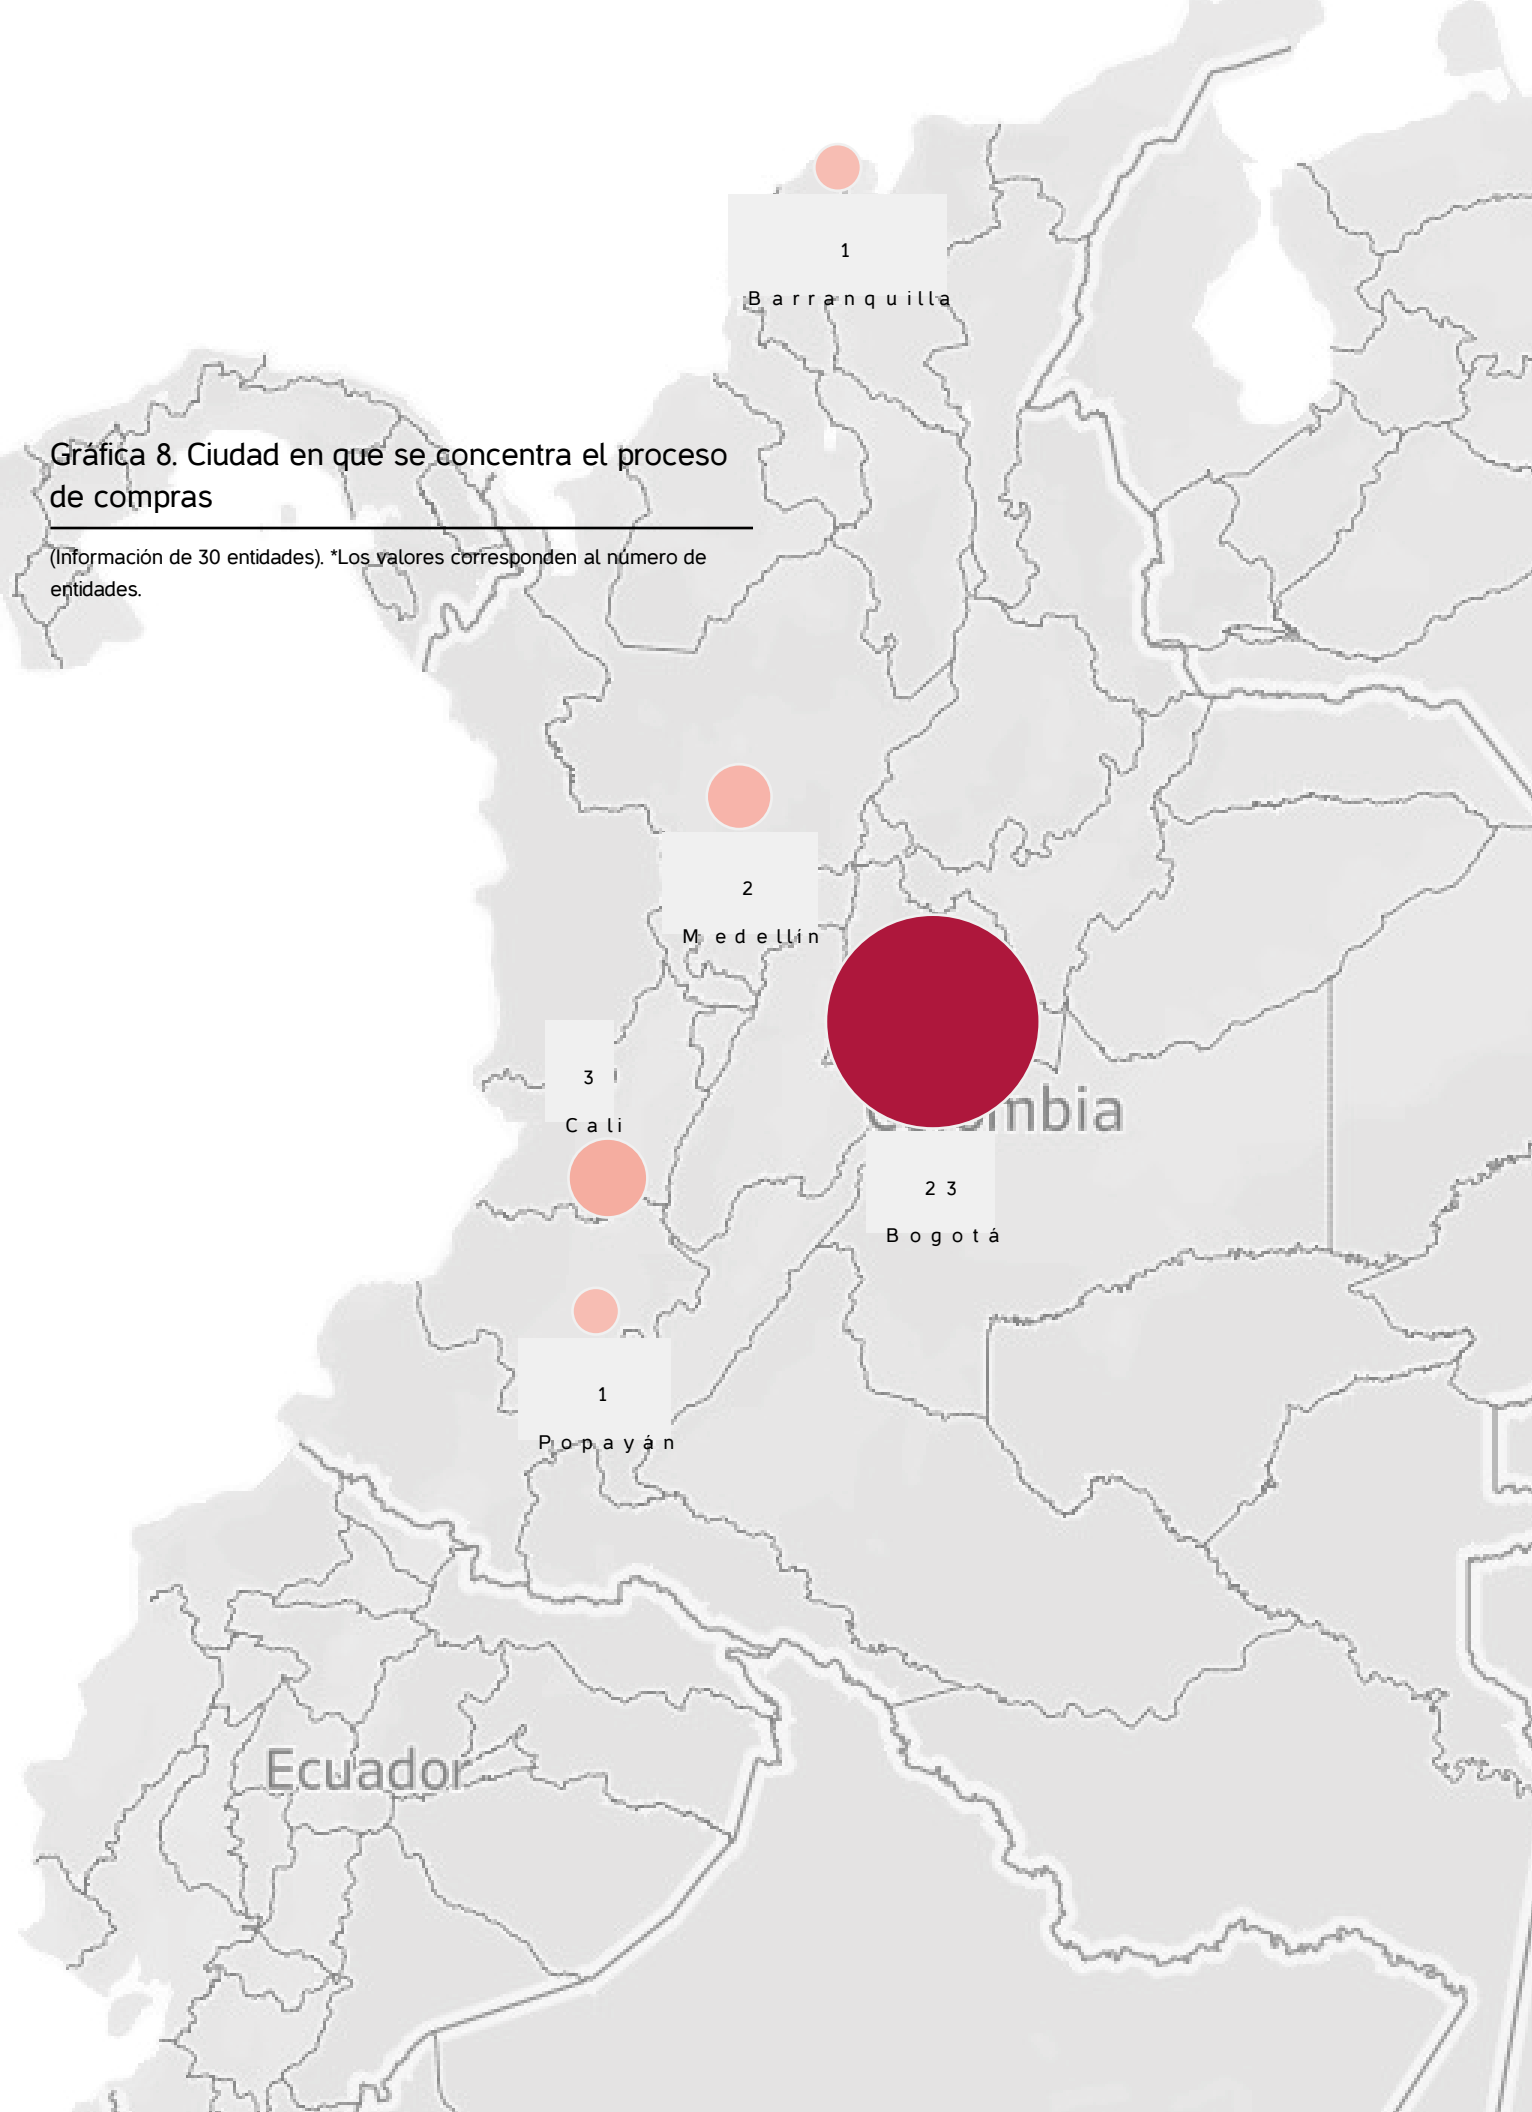 1
Barranquilla
Gráfica 8. Ciudad en que se concentra el proceso
de compras
(Información de 30 entidades). *Los valores corresponden al número de
entidades.
2
Medellín
3
Cali
Colombia
23
Bogotá
1
Popayán
Ecuador